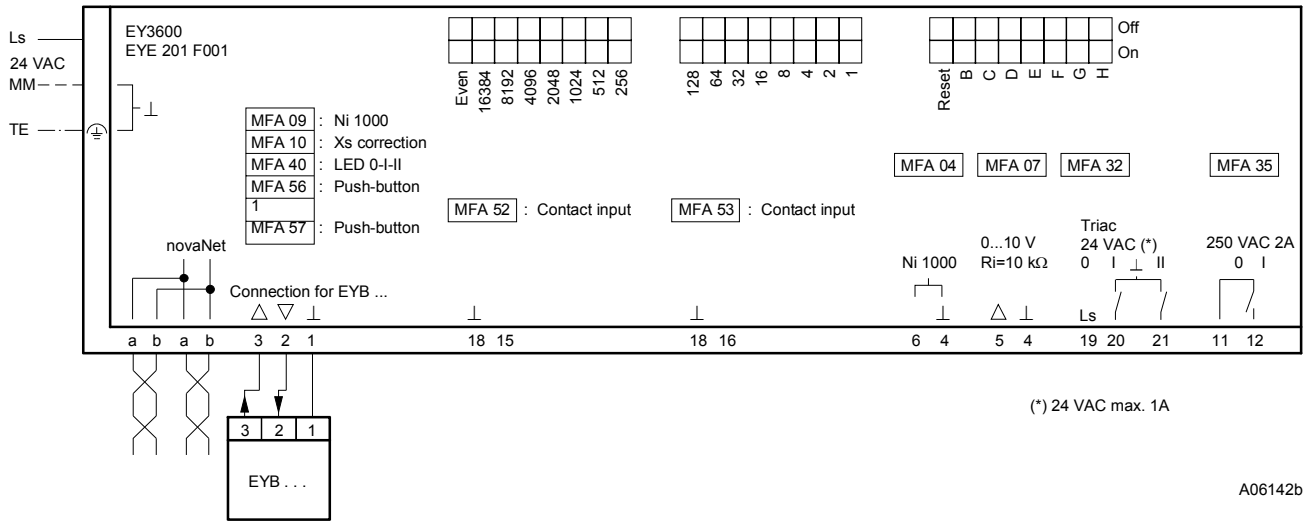 Ls
24 VAC
MM
TE
EY3600
EYE 201 F001
Off
On
Even
16384
8192
4096
2048
1024
512
256
128
64
32
16
8
4
2
1
Reset
B
C
D
E
F
G
H
MFA 09 : Ni 1000
MFA 10 : Xs correction
MFA 40 : LED 0-I-II
MFA 56 : Push-button
1
MFA 57 : Push-button
MFA 52 : Contact input
MFA 53 : Contact input
MFA 04
MFA 07
MFA 32
MFA 35
novaNet
Connection for EYB ...
Ni 1000
0...10 V
Ri=10 kΩ
Triac
24 VAC (*)
0 I ⊥ II
Ls
250 VAC 2A
0 I
a b a b 3 2 1 18 15 18 16 6 4 5 4 19 20 21 11 12
3 2 1
EYB . . .
(*) 24 VAC max. 1A
A06142b